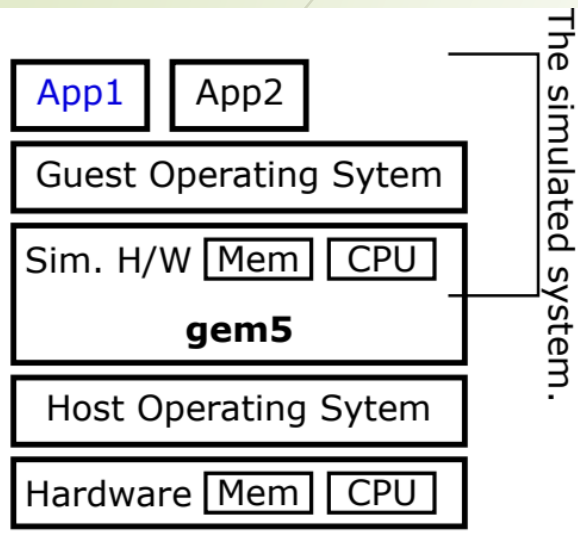 App1 App2
Guest Operating Sytem
Sim. H/W Mem CPU
gem5
Host Operating Sytem
Hardware Mem CPU
The simulated system.